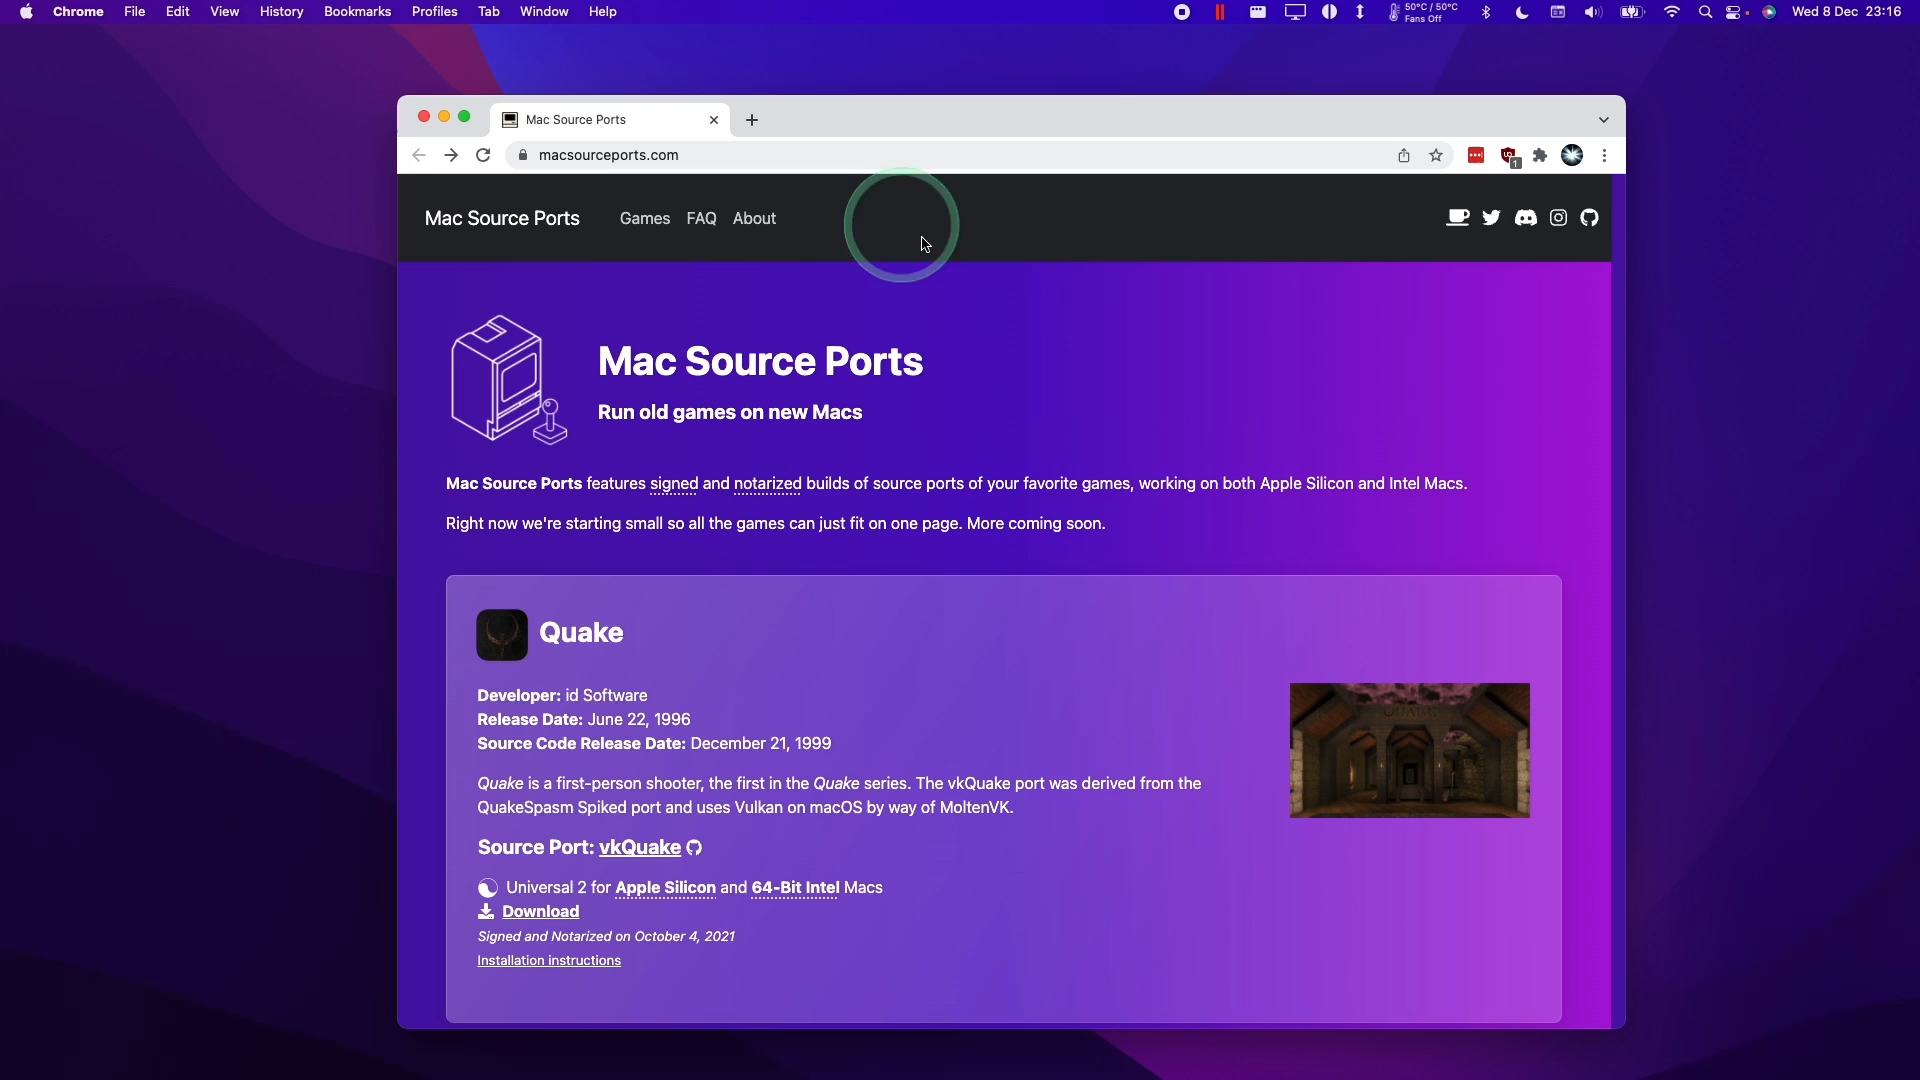 Chrome File Edit View History Bookmarks Profiles Tab Window Help
50°C / 50°C
Fans Off
Wed 8 Dec 23:16
Mac Source Ports
macsourceports.com
1
Mac Source Ports Games FAQ About
Mac Source Ports
Run old games on new Macs
Mac Source Ports features signed and notarized builds of source ports of your favorite games, working on both Apple Silicon and Intel Macs.
Right now we're starting small so all the games can just fit on one page. More coming soon.
Quake
Developer: id Software
Release Date: June 22, 1996
Source Code Release Date: December 21, 1999
Quake is a first-person shooter, the first in the Quake series. The vkQuake port was derived from the
QuakeSpasm Spiked port and uses Vulkan on macOS by way of MoltenVK.
QUAKE
Source Port: vkQuake
Universal 2 for Apple Silicon and 64-Bit Intel Macs
Download
Signed and Notarized on October 4, 2021
Installation instructions